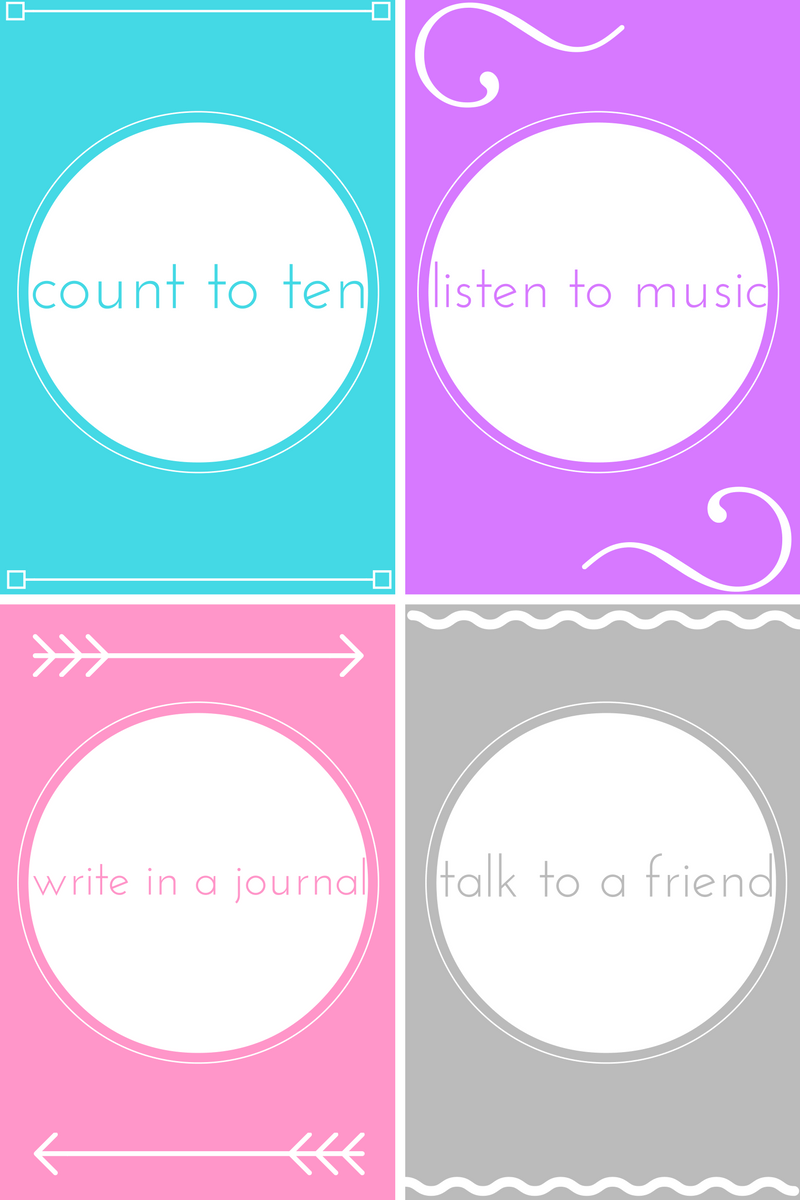 count to ten
listen to music
write in a journal
talk to a friend